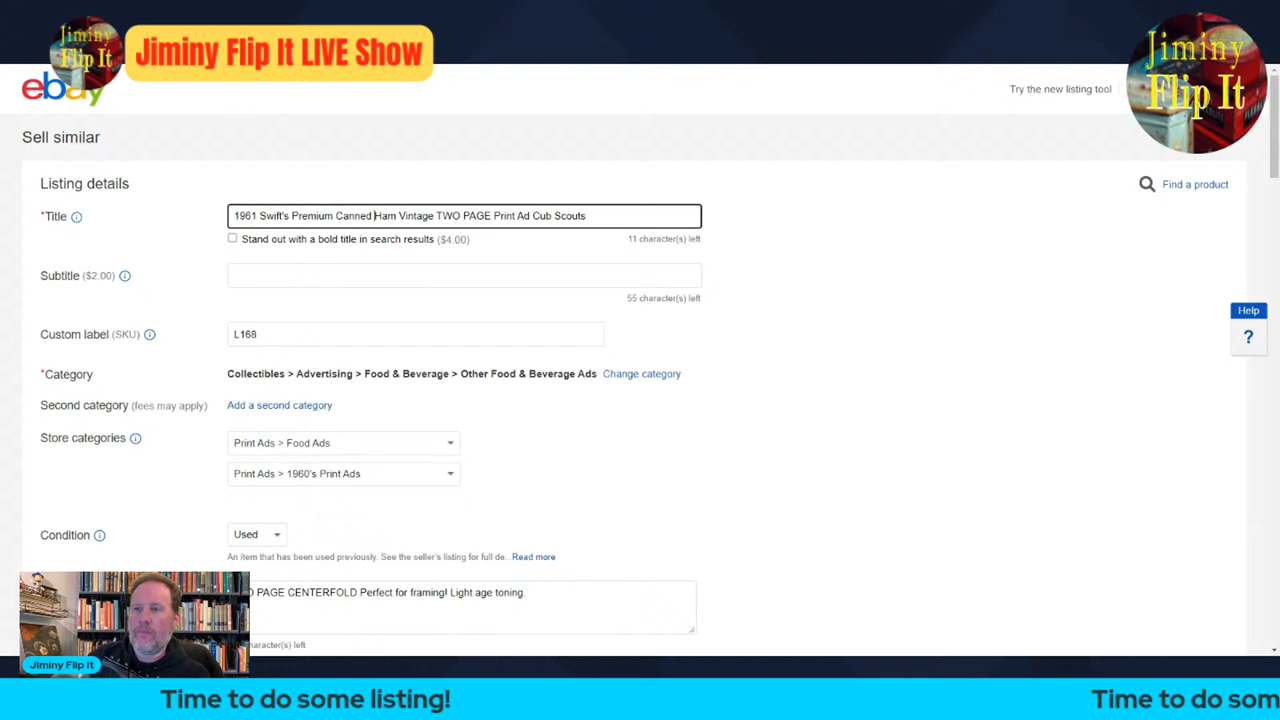 Jiminy
Flip It
Jiminy Flip It LIVE Show
Jiminy
Flip It
ebay
Try the new listing tool
Sell similar
Listing details
Find a product
*Title
1961 Swift's Premium Canned Ham Vintage TWO PAGE Print Ad Cub Scouts
Stand out with a bold title in search results ($4.00)
11 character(s) left
Subtitle ($2.00)
55 character(s) left
Help
?
Custom label (SKU)
L168
*Category
Collectibles > Advertising > Food & Beverage > Other Food & Beverage Ads Change category
Second category (fees may apply)
Add a second category
Store categories
Print Ads > Food Ads
Print Ads > 1960's Print Ads
Condition
Used
An item that has been used previously. See the seller's listing for full de... Read more
O PAGE CENTERFOLD Perfect for framing! Light age toning.
haracter(s) left
Jiminy Flip It
Time to do some listing!
Time to do som